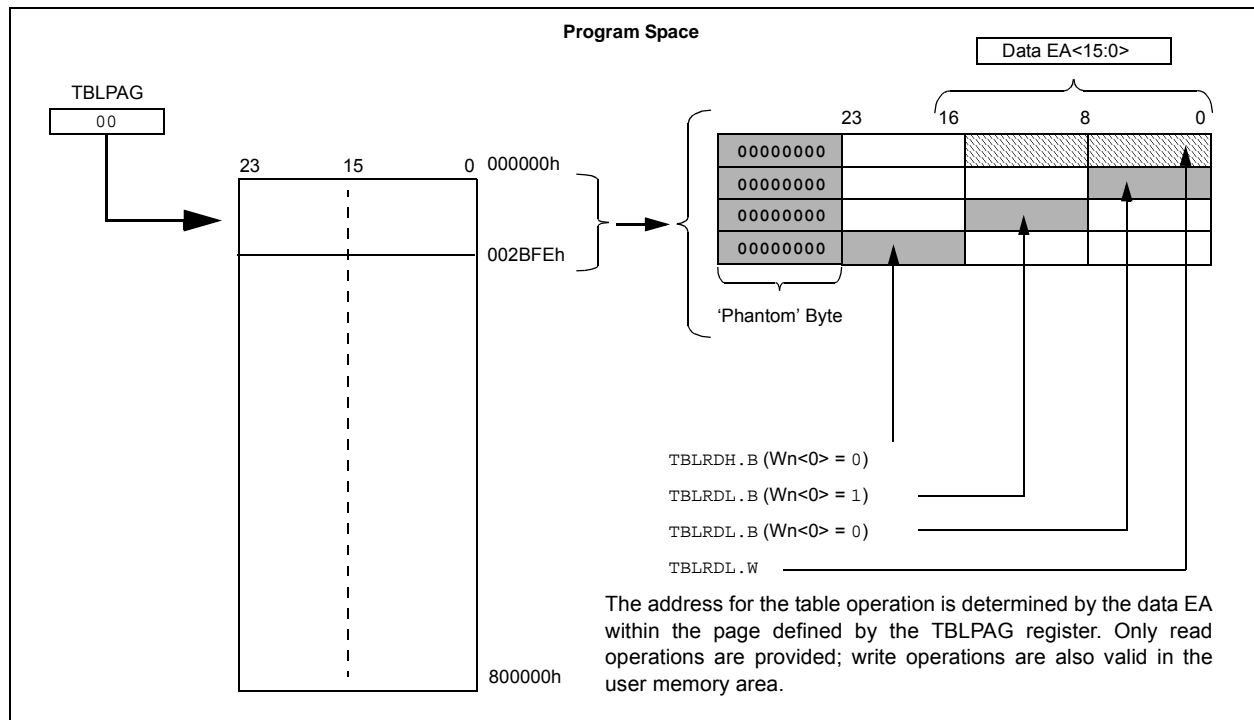 Program Space
Data EA<15:0>
TBLPAG
00
23 16 8 0
23 15 0
000000h
00000000
00000000
00000000
00000000
002BFEh
‘Phantom’ Byte
TBLRDH.B (Wn<0> = 0)
TBLRDL.B (Wn<0> = 1)
TBLRDL.B (Wn<0> = 0)
TBLRDL.W
The address for the table operation is determined by the data EA
within the page defined by the TBLPAG register. Only read
operations are provided; write operations are also valid in the
user memory area.
800000h